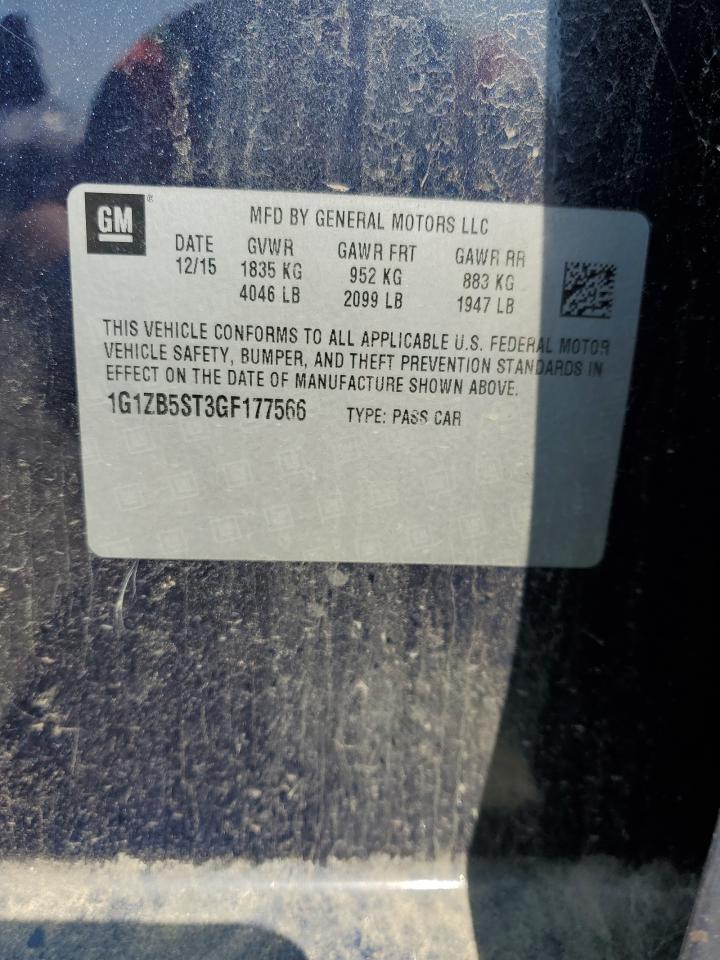 GM®
MFD BY GENERAL MOTORS LLC
DATE GVWR GAWR FRT GAWR RR
12/15 1835 KG 952 KG 883 KG
4046 LB 2099 LB 1947 LB
THIS VEHICLE CONFORMS TO ALL APPLICABLE U.S. FEDERAL MOTOR
VEHICLE SAFETY, BUMPER, AND THEFT PREVENTION STANDARDS IN
EFFECT ON THE DATE OF MANUFACTURE SHOWN ABOVE.
1G1ZB5ST3GF177566 TYPE: PASS CAR